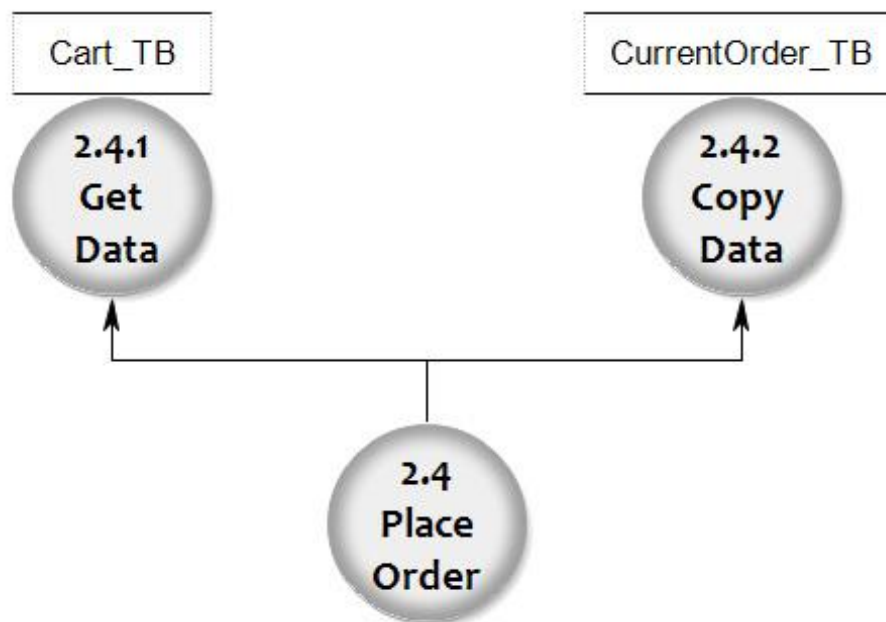 Cart_TB
CurrentOrder_TB
2.4.1
Get
Data
2.4.2
Copy
Data
2.4
Place
Order